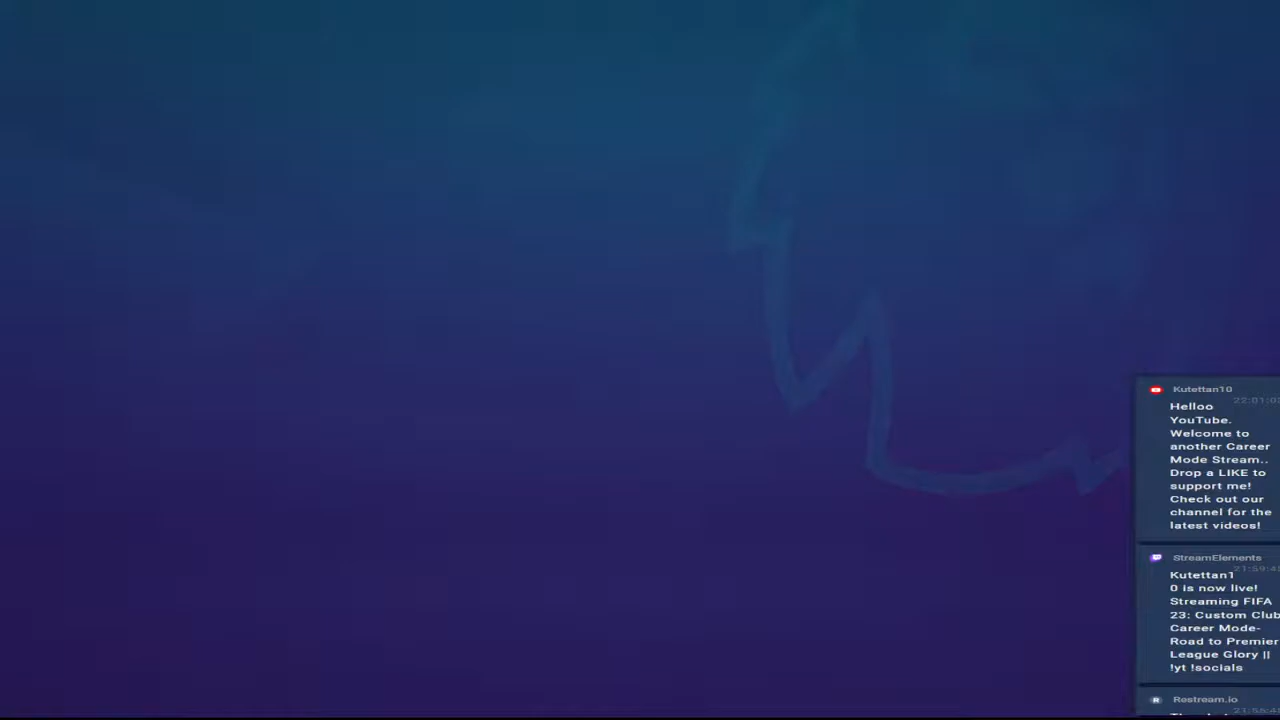 Kutettan10
Helloo
YouTube.
Welcome to
another Career
Mode Stream..
Drop a LIKE to
support me!
Check out our
channel for the
latest videos!
StreamElements
Kutettan1
0 is now live!
Streaming FIFA
23: Custom Club
Career Mode-
Road to Premier
League Glory ||
!yt !socials
Restream.io